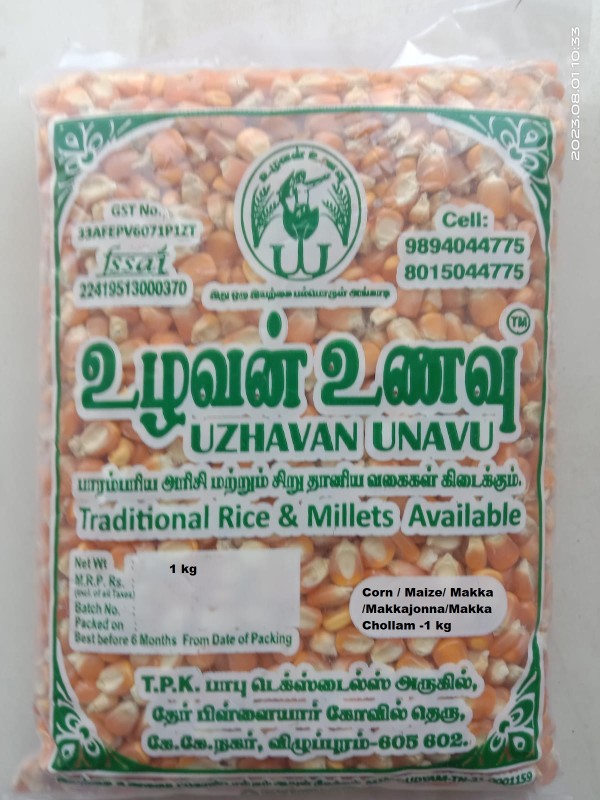 2023.08.01 10:33
உழவன் உணவு
GST No.,
33AFEPV6071P1ZT
fssai
22419513000370
Cell:
9894044775
8015044775
இது ஒரு இயற்கை பல்பொருள் அங்காடி
TM
உழவன் உணவு
UZHAVAN UNAVU
பாரம்பரிய அரிசி மற்றும் சிறு தானிய வகைகள் கிடைக்கும்.
Traditional Rice & Millets Available
Net Wt : 1 kg
M.R.P. Rs. :
(Incl. of all Taxes)
Batch No. :
Packed on :
Best before 6 Months From Date of Packing
Corn / Maize/ Makka
/Makkajonna/Makka
Chollam -1 kg
T.P.K. பாபு டெக்ஸ்டைல்ஸ் அருகில்,
தேர் பிள்ளையார் கோவில் தெரு,
கே.கே.நகர், விழுப்புரம்-605 602.